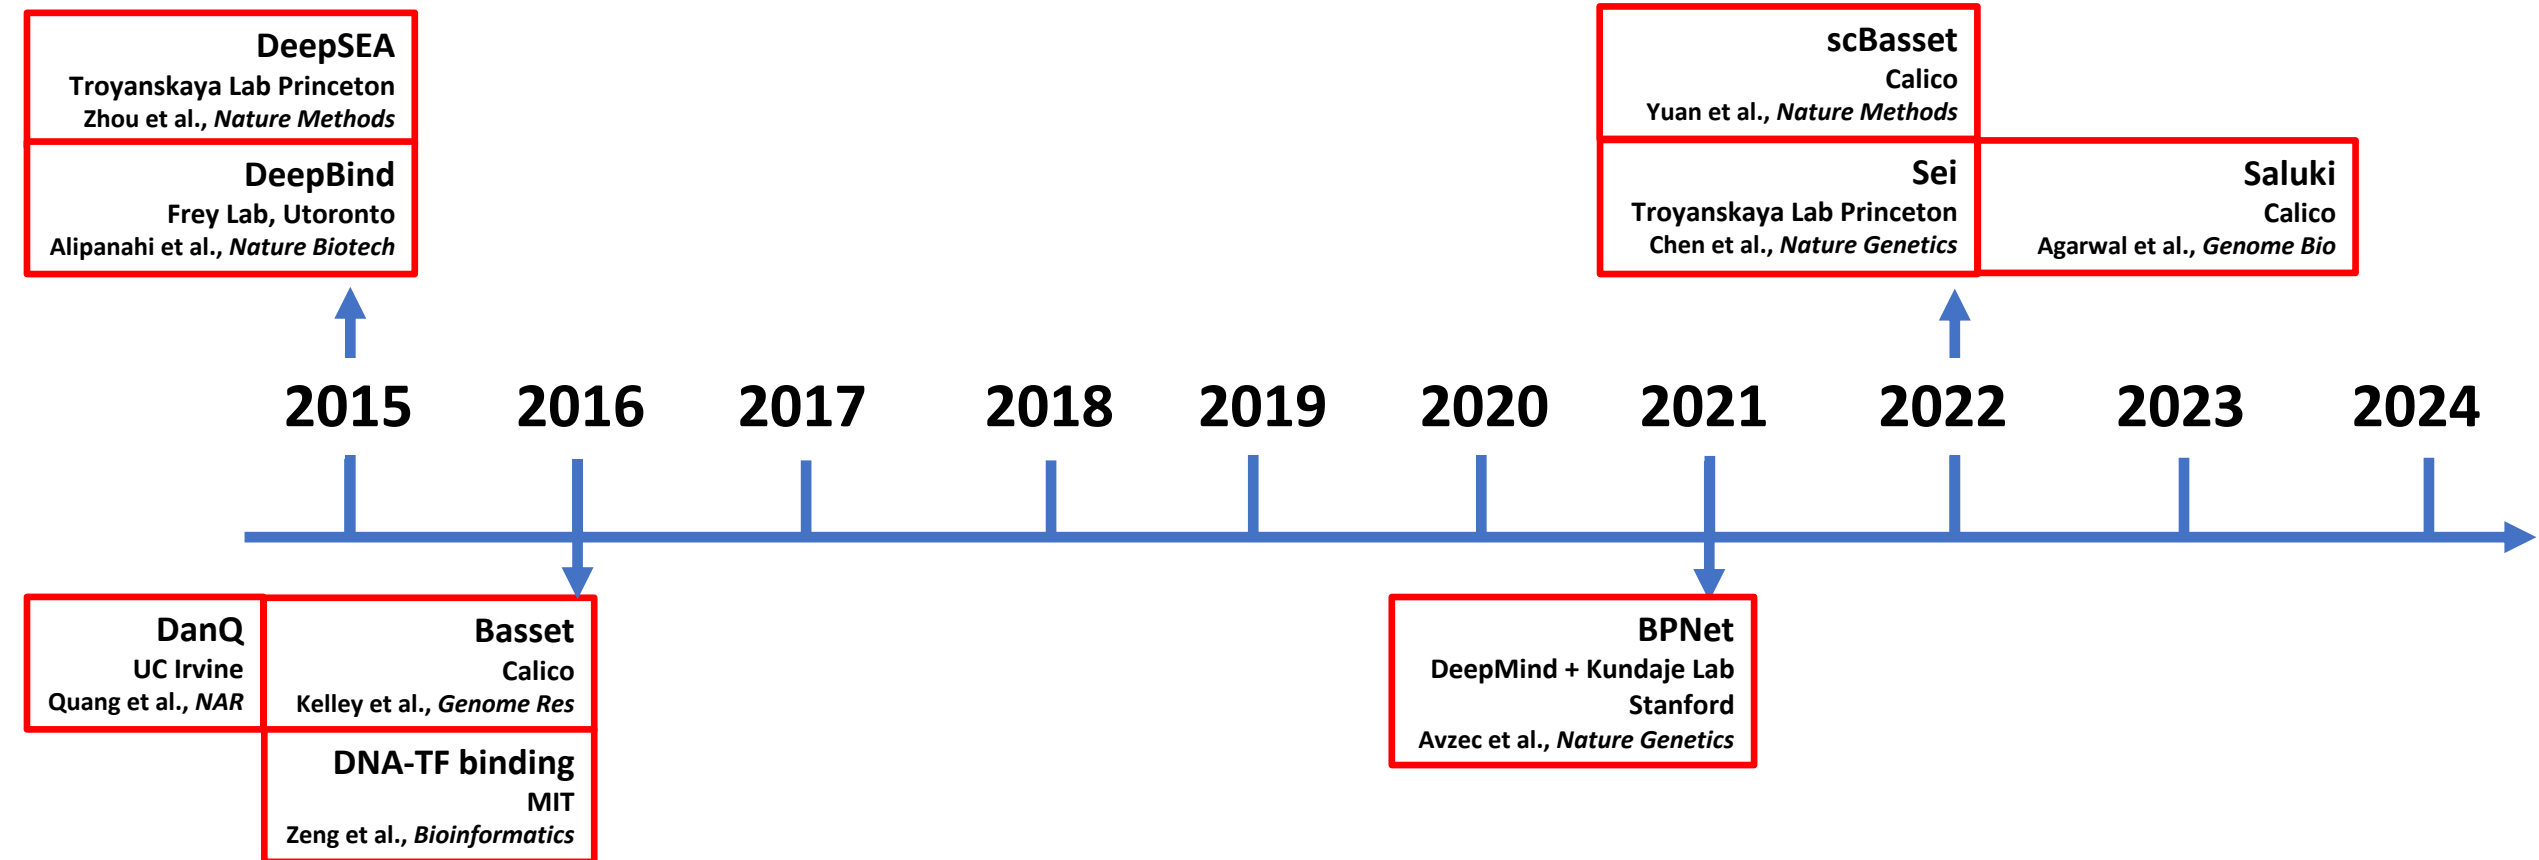 DeepSEA
Troyanskaya Lab Princeton
Zhou et al., Nature Methods
DeepBind
Frey Lab, Utoronto
Alipanahi et al., Nature Biotech
scBasset
Calico
Yuan et al., Nature Methods
Sei
Troyanskaya Lab Princeton
Chen et al., Nature Genetics
Saluki
Calico
Agarwal et al., Genome Bio
2015 2016 2017 2018 2019 2020 2021 2022 2023 2024
DanQ
UC Irvine
Quang et al., NAR
Basset
Calico
Kelley et al., Genome Res
DNA-TF binding
MIT
Zeng et al., Bioinformatics
BPNet
DeepMind + Kundaje Lab
Stanford
Avzec et al., Nature Genetics